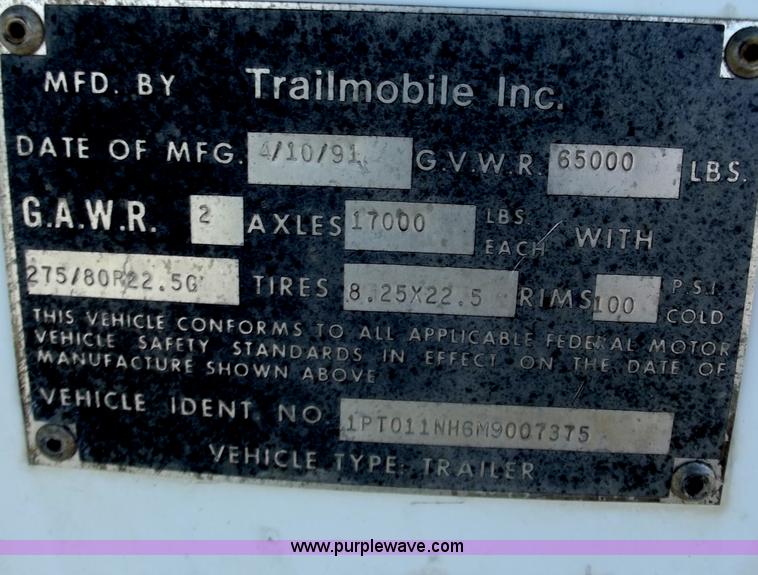 MFD. BY Trailmobile Inc.
DATE OF MFG. 4/10/91 G.V.W.R. 65000 LBS.
G.A.W.R. 2 AXLES 17000 LBS. EACH WITH
275/80R22.5G TIRES 8.25X22.5 RIMS 100 P.S.I. COLD
THIS VEHICLE CONFORMS TO ALL APPLICABLE FEDERAL MOTOR
VEHICLE SAFETY STANDARDS IN EFFECT ON THE DATE OF
MANUFACTURE SHOWN ABOVE
VEHICLE IDENT. NO 1PT011NH6M9007375
VEHICLE TYPE: TRAILER
www.purplewave.com